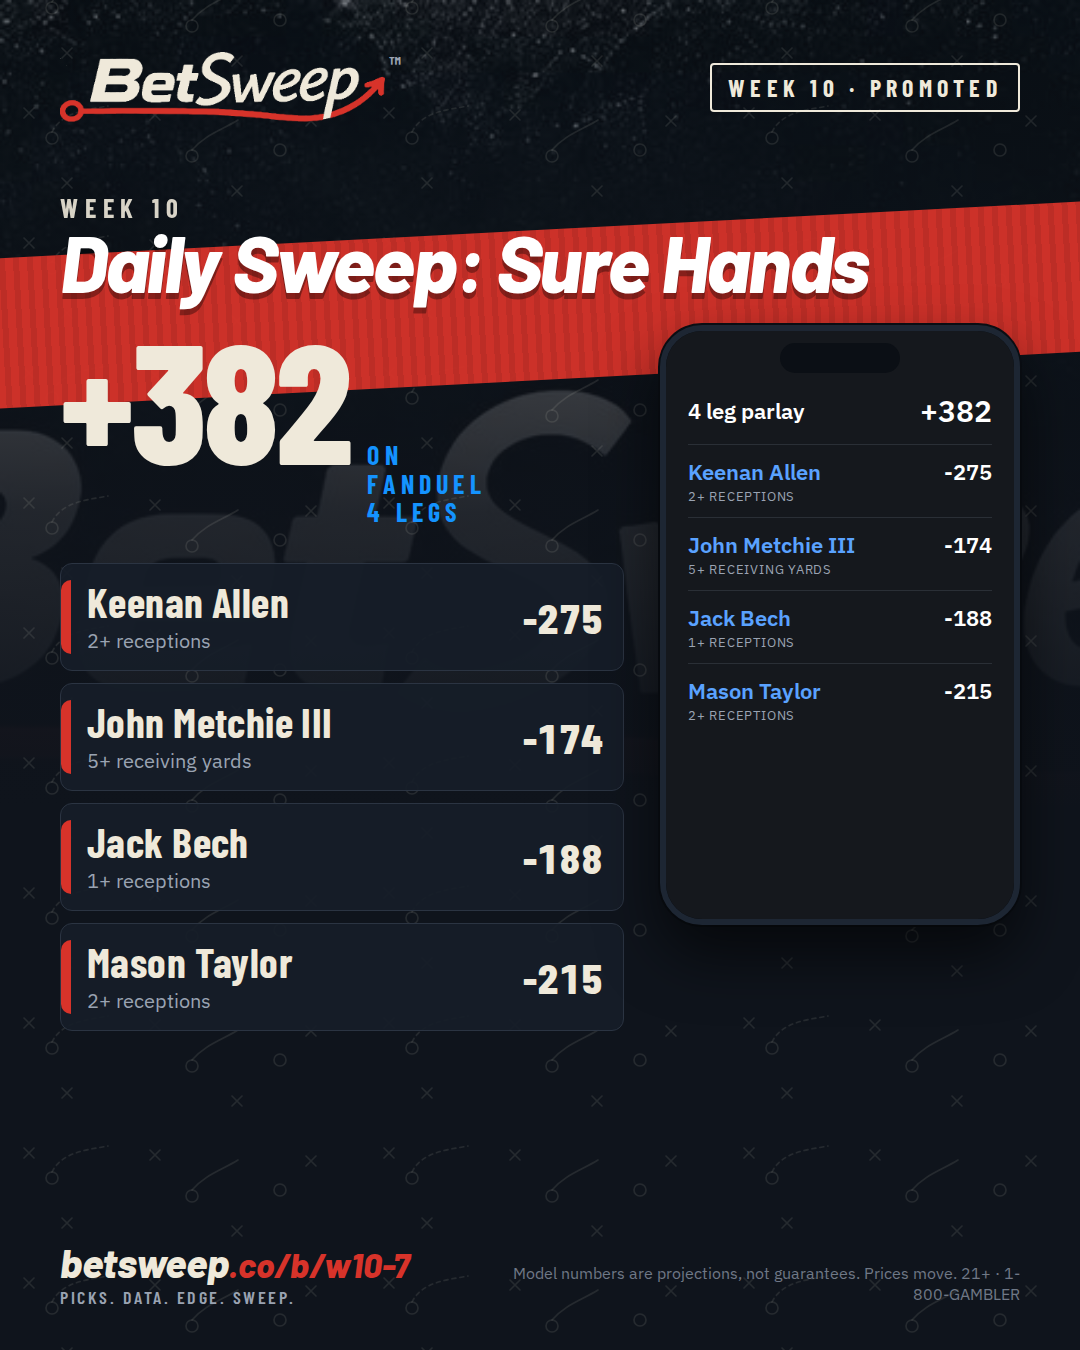 BetSweep™
WEEK 10 · PROMOTED
WEEK 10
Daily Sweep: Sure Hands
+382
ON
FANDUEL
4 LEGS
Keenan Allen
2+ receptions
-275
John Metchie III
5+ receiving yards
-174
Jack Bech
1+ receptions
-188
Mason Taylor
2+ receptions
-215
4 leg parlay
+382
Keenan Allen
-275
2+ RECEPTIONS
John Metchie III
-174
5+ RECEIVING YARDS
Jack Bech
-188
1+ RECEPTIONS
Mason Taylor
-215
2+ RECEPTIONS
betsweep.co/b/w10-7
PICKS. DATA. EDGE. SWEEP.
Model numbers are projections, not guarantees. Prices move. 21+ · 1-
800-GAMBLER